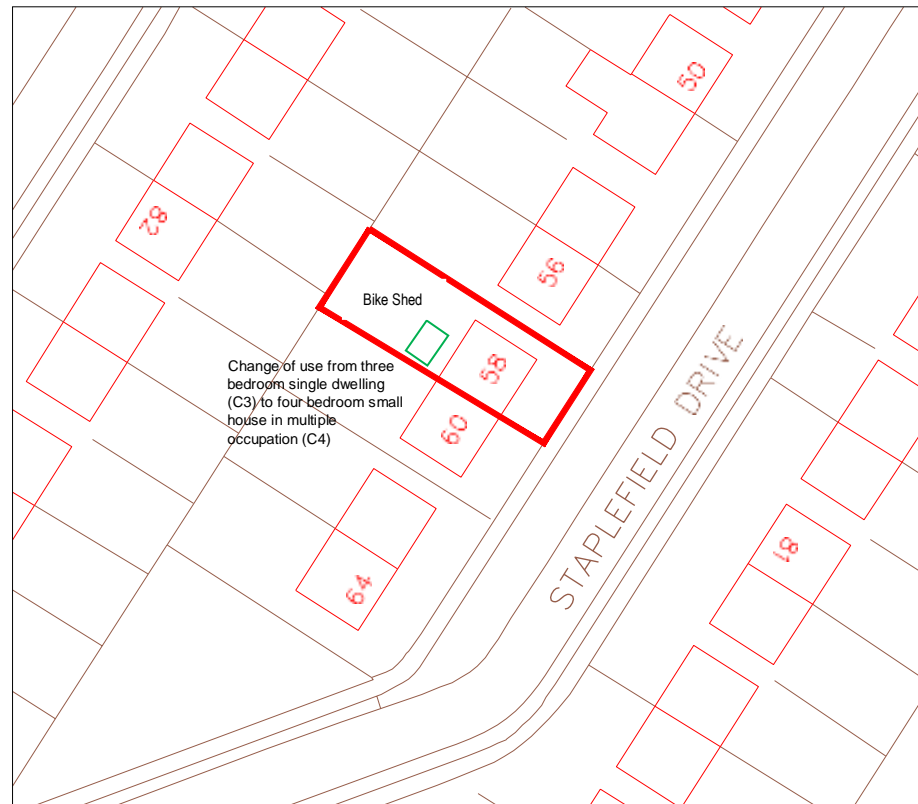 50
82
56
Bike Shed
58
Change of use from three
bedroom single dwelling
(C3) to four bedroom small
house in multiple
occupation (C4)
60
STAPLEFIELD DRIVE
81
64